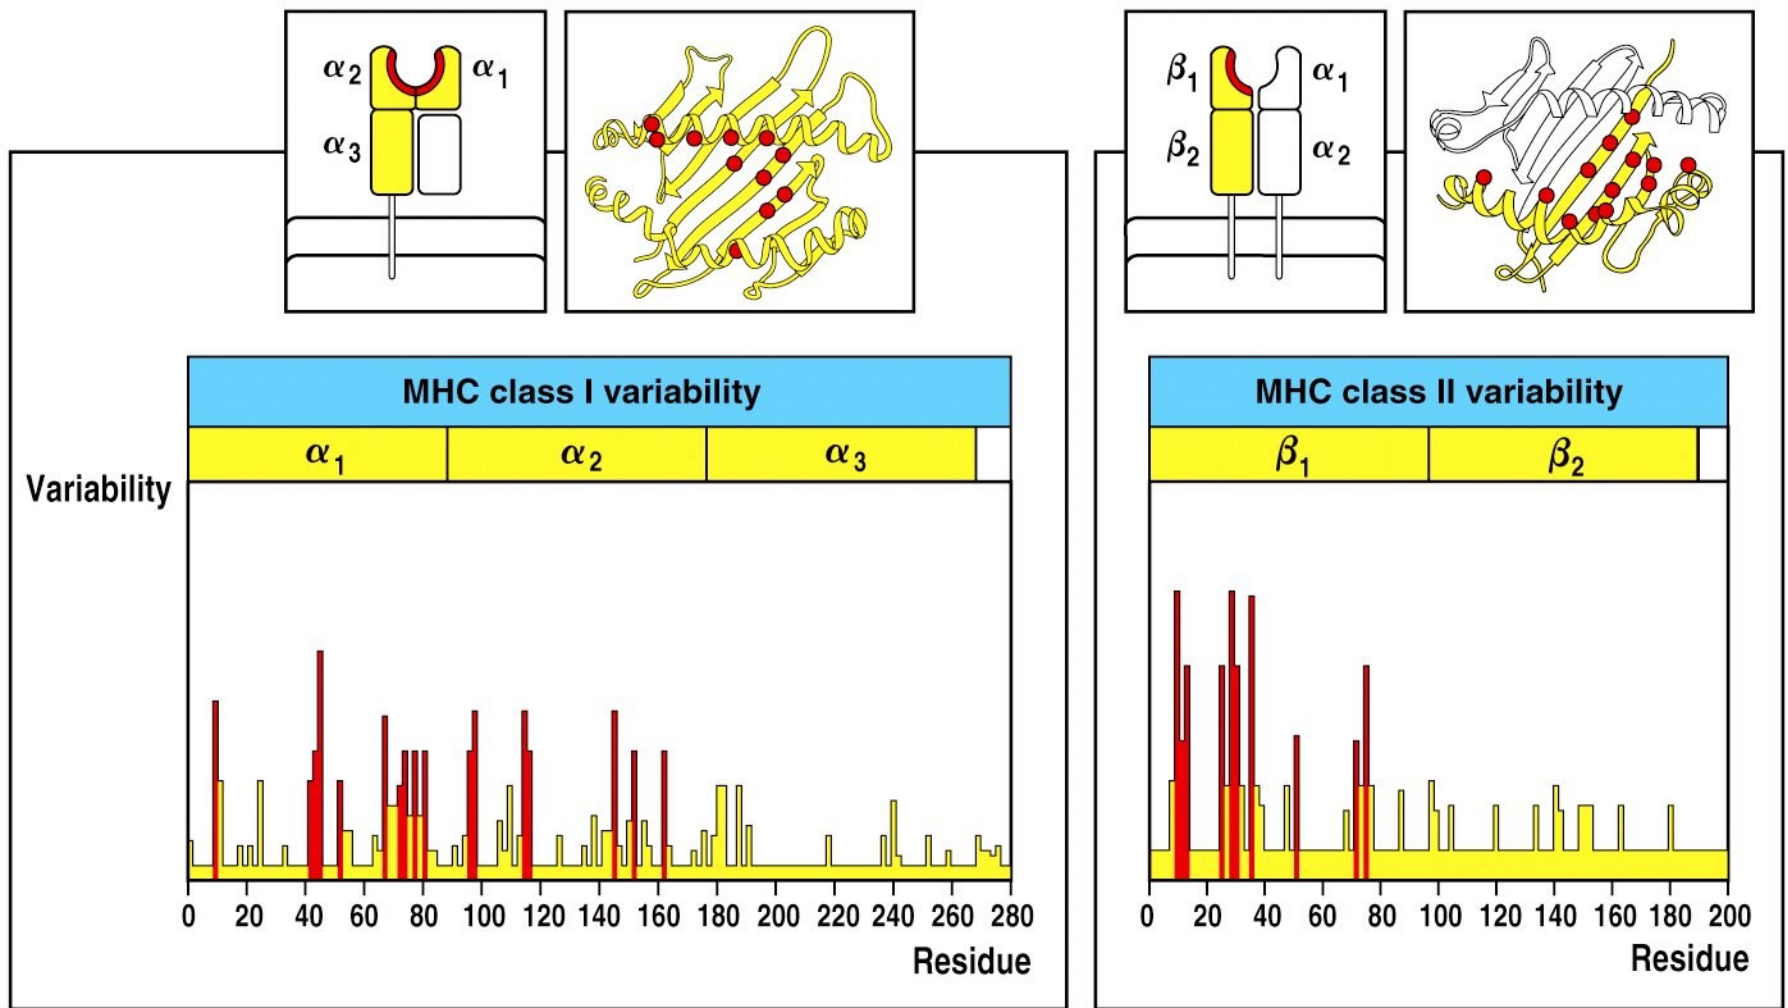 α2 α1
α3
β1 α1
β2 α2
MHC class I variability
α1 α2 α3
Variability
0 20 40 60 80 100 120 140 160 180 200 220 240 260 280
Residue
MHC class II variability
β1 β2
0 20 40 60 80 100 120 140 160 180 200
Residue